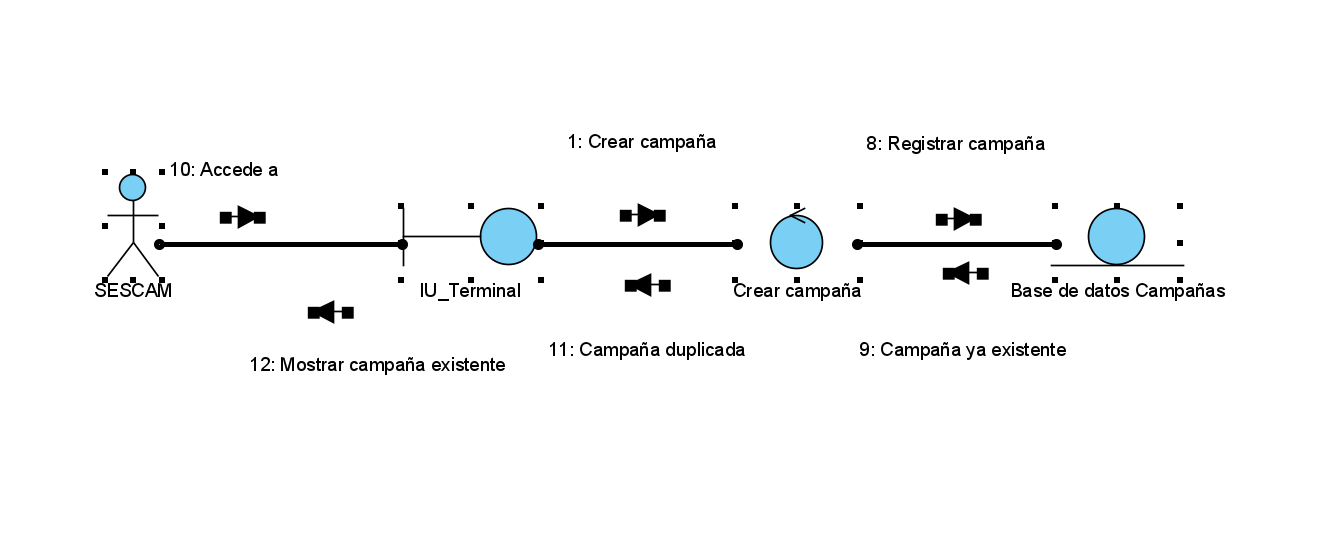 1: Crear campaña
8: Registrar campaña
10: Accede a
SESCAM
IU_Terminal
Crear campaña
Base de datos Campañas
11: Campaña duplicada
9: Campaña ya existente
12: Mostrar campaña existente